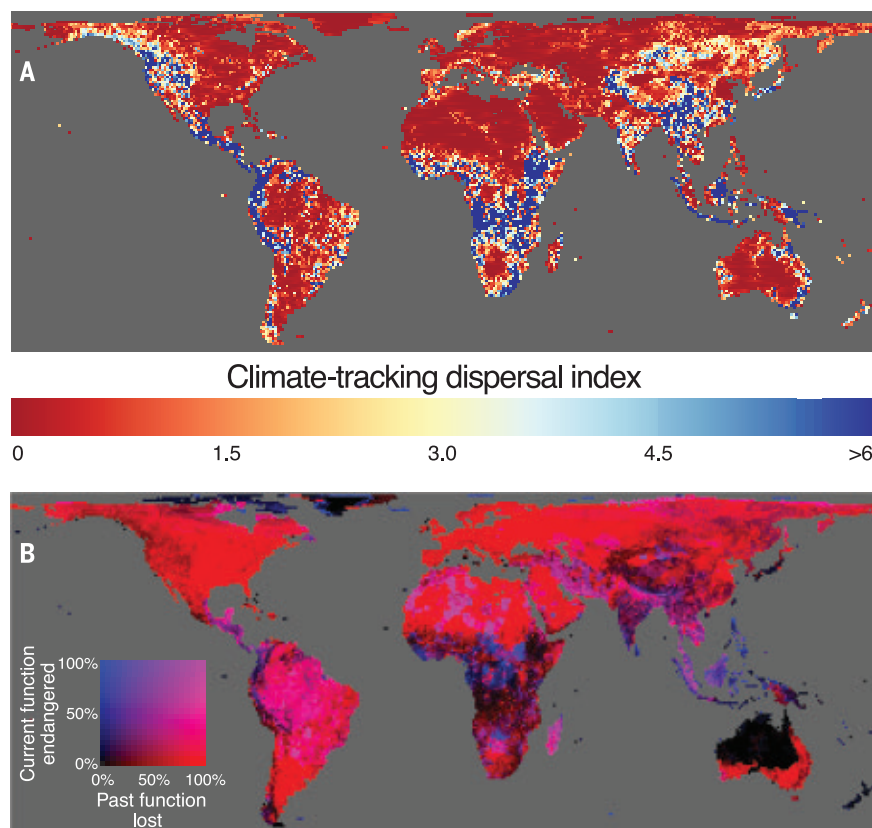 A
Climate-tracking dispersal index
0 1.5 3.0 4.5 >6
B
100%
50%
0%
Current function
endangered
0% 50% 100%
Past function
lost